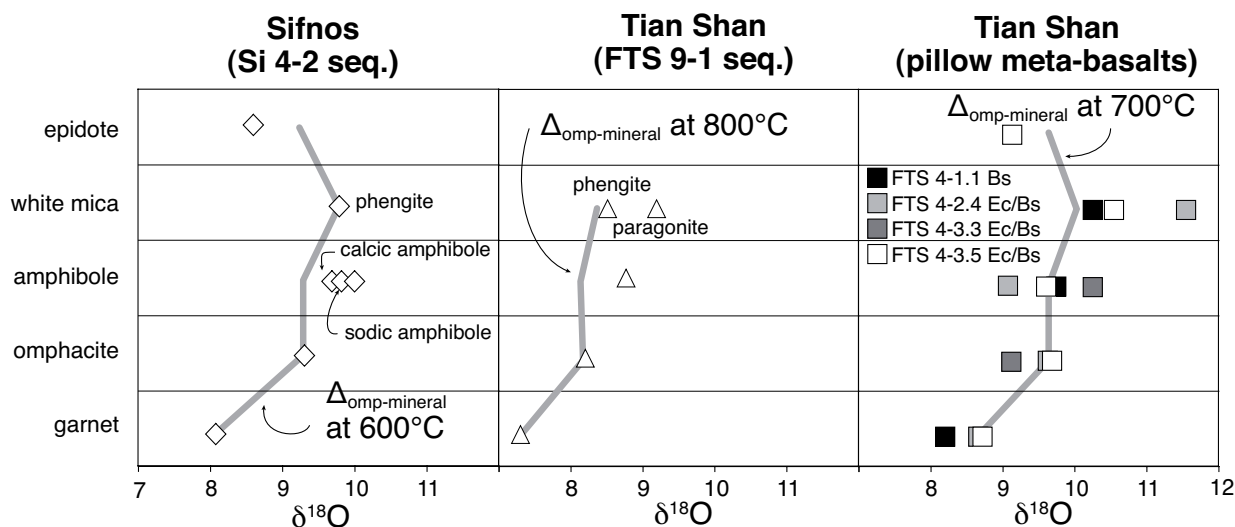 Sifnos
(Si 4-2 seq.)
Tian Shan
(FTS 9-1 seq.)
Tian Shan
(pillow meta-basalts)
epidote
white mica
amphibole
omphacite
garnet
phengite
calcic amphibole
sodic amphibole
Δomp-mineral
at 600°C
Δomp-mineral at 800°C
phengite
paragonite
Δomp-mineral at 700°C
FTS 4-1.1 Bs
FTS 4-2.4 Ec/Bs
FTS 4-3.3 Ec/Bs
FTS 4-3.5 Ec/Bs
7 8 9 10 11
8 9 10 11
8 9 10 11 12
δ18O
δ18O
δ18O